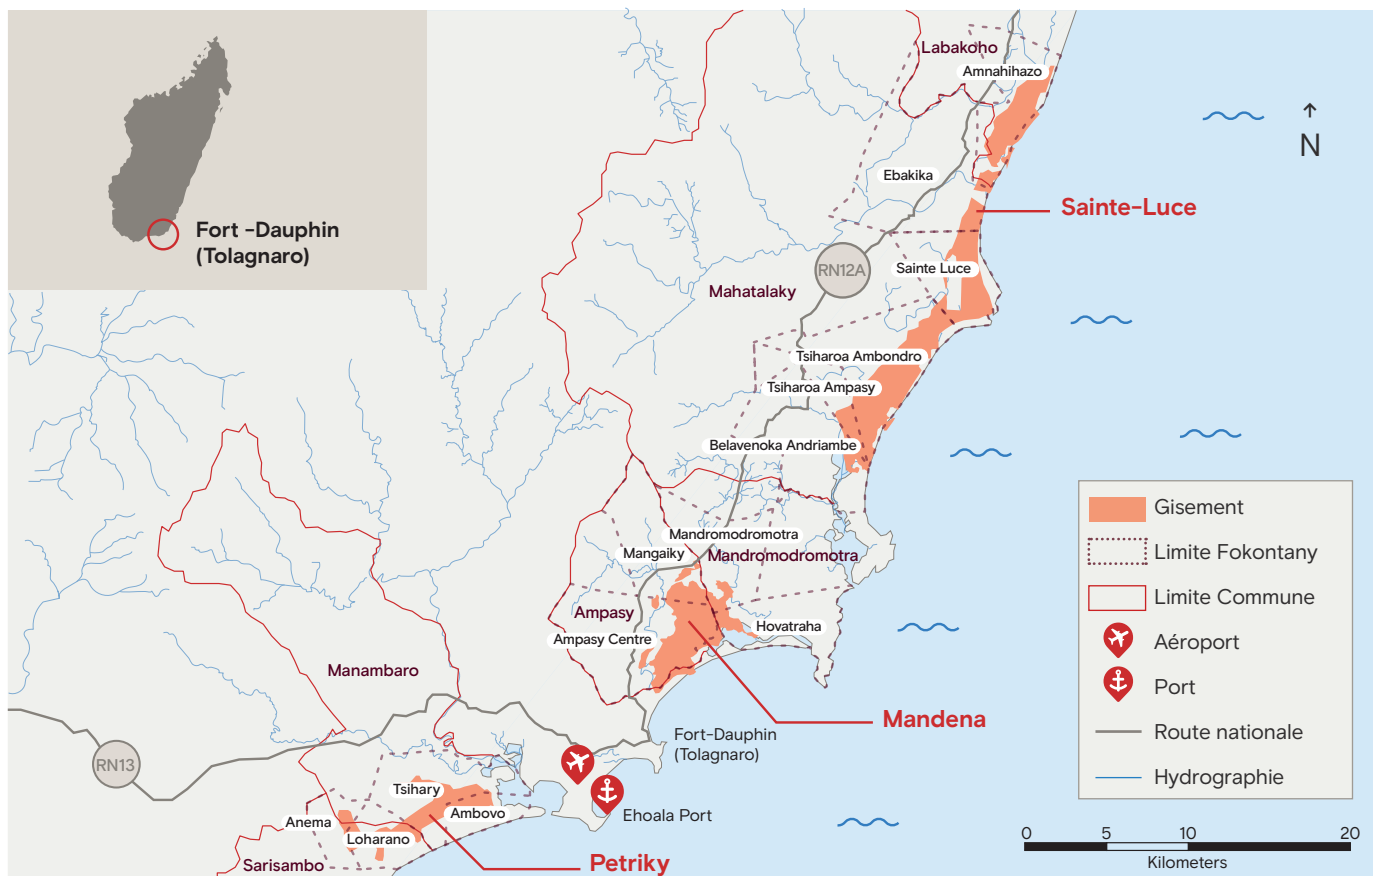 Fort -Dauphin
(Tolagnaro)
Labakoho
Amnahihazo
N
Ebakika
Sainte-Luce
RN12A
Sainte Luce
Mahatalaky
Tsiharoa Ambondro
Tsiharoa Ampasy
Belavenoka Andriambe
Mandromodromotra
Mangaiky
Mandromodromotra
Ampasy
Hovatraha
Ampasy Centre
Manambaro
Mandena
Fort-Dauphin
(Tolagnaro)
RN13
Tsihary
Ambovo
Ehoala Port
Anema
Loharano
Sarisambo
Petriky
Gisement
Limite Fokontany
Limite Commune
Aéroport
Port
Route nationale
Hydrographie
0 5 10 20
Kilometers